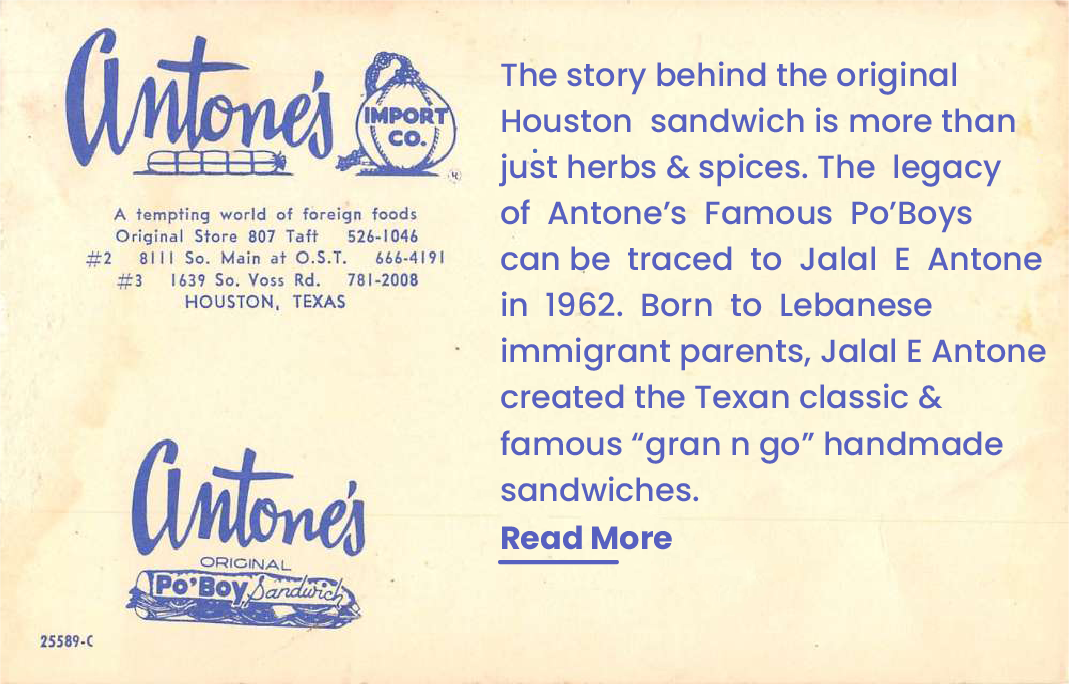 Antone's
IMPORT
CO.
A tempting world of foreign foods
Original Store 807 Taft 526-1046
#2 8111 So. Main at O.S.T. 666-4191
#3 1639 So. Voss Rd. 781-2008
HOUSTON, TEXAS
Antone's
ORIGINAL
Po'Boy Sandwich
25589-C
The story behind the original
Houston sandwich is more than
just herbs & spices. The legacy
of Antone’s Famous Po’Boys
can be traced to Jalal E Antone
in 1962. Born to Lebanese
immigrant parents, Jalal E Antone
created the Texan classic &
famous “gran n go” handmade
sandwiches.
Read More